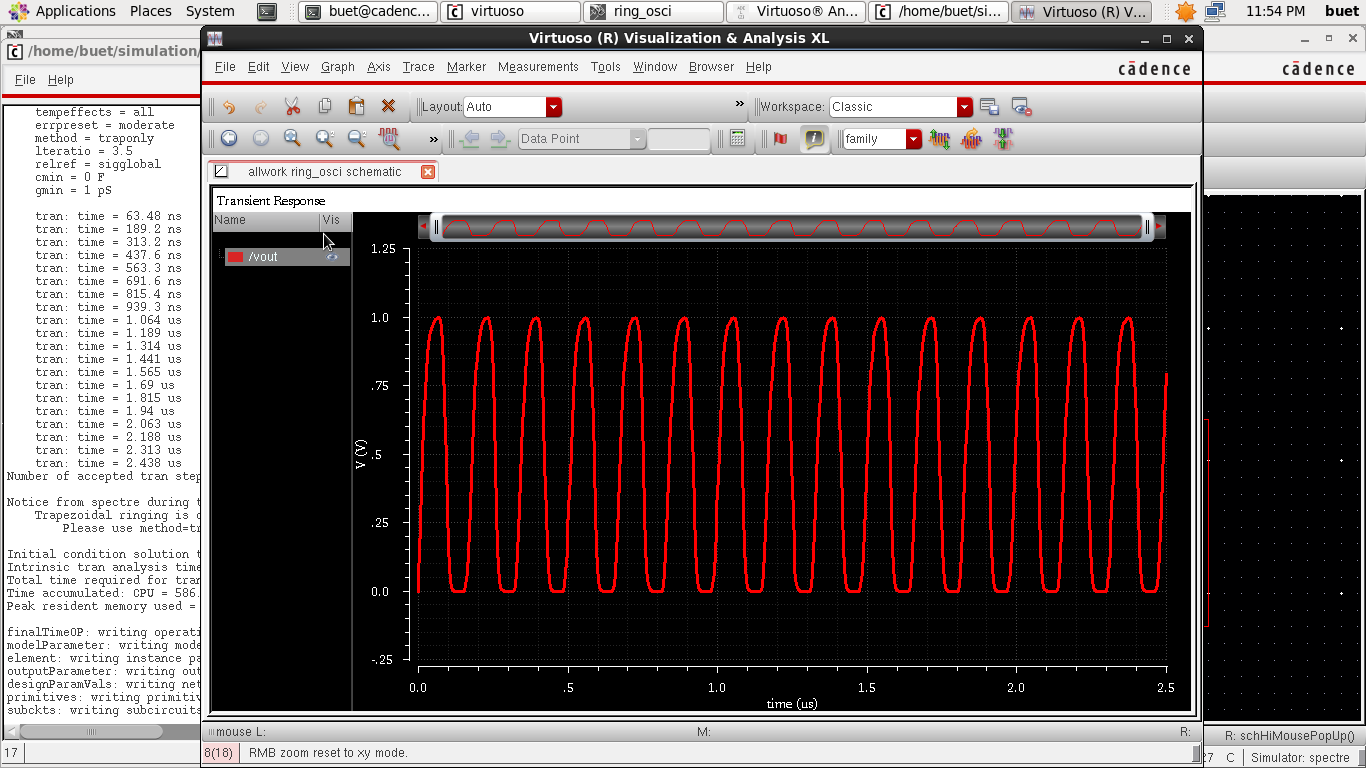 Applications Places System
buet@cadenc...
virtuoso
ring_osci
Virtuoso® An...
/home/buet/si...
Virtuoso (R) V...
11:54 PM buet
/home/buet/simulation/
File Help
cādence
tempeffects = all
errpreset = moderate
method = traponly
lteratio = 3.5
relref = sigglobal
cmin = 0 F
gmin = 1 pS
tran: time = 63.48 ns
tran: time = 189.2 ns
tran: time = 313.2 ns
tran: time = 437.6 ns
tran: time = 563.3 ns
tran: time = 691.6 ns
tran: time = 815.4 ns
tran: time = 939.3 ns
tran: time = 1.064 us
tran: time = 1.189 us
tran: time = 1.314 us
tran: time = 1.441 us
tran: time = 1.565 us
tran: time = 1.69 us
tran: time = 1.815 us
tran: time = 1.94 us
tran: time = 2.063 us
tran: time = 2.188 us
tran: time = 2.313 us
tran: time = 2.438 us
Number of accepted tran step
Notice from spectre during t
Trapezoidal ringing is
Please use method=tr
Initial condition solution t
Intrinsic tran analysis time
Total time required for tran
Time accumulated: CPU = 586.
Peak resident memory used =
finalTimeOP: writing operati
modelParameter: writing mode
element: writing instance pa
outputParameter: writing out
designParamVals: writing net
primitives: writing primitiv
subckts: writing subcircuits
17
Virtuoso (R) Visualization & Analysis XL
File Edit View Graph Axis Trace Marker Measurements Tools Window Browser Help
cādence
Layout: Auto » Workspace: Classic
» Data Point family
allwork ring_osci schematic
Transient Response
Name Vis
/vout
1.25
1.0
.75
.5
.25
0.0
-.25
V (V)
0.0 .5 1.0 1.5 2.0 2.5
time (us)
mouse L: M: R:
8(18) RMB zoom reset to xy mode.
R: schHiMousePopUp()
27 C Simulator: spectre